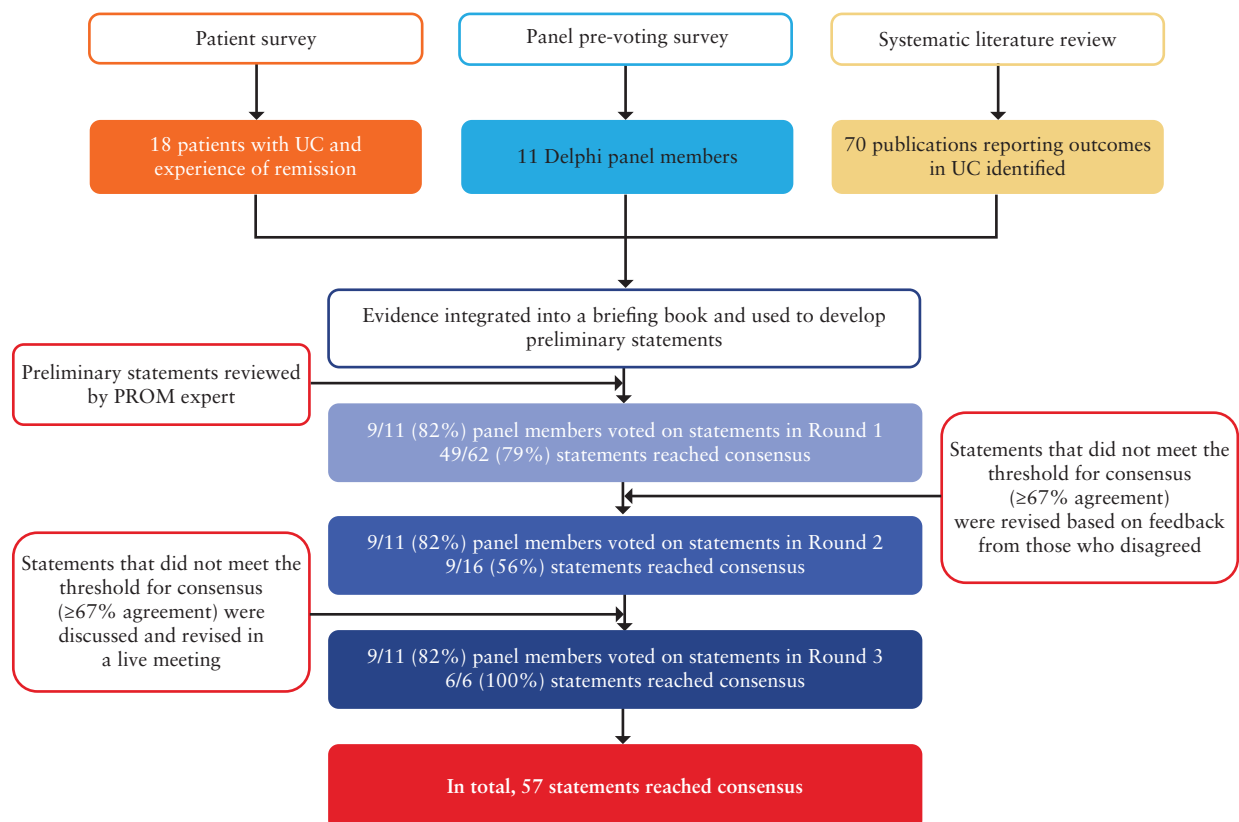 Patient survey
Panel pre-voting survey
Systematic literature review
18 patients with UC and
experience of remission
11 Delphi panel members
70 publications reporting outcomes
in UC identified
Evidence integrated into a briefing book and used to develop
preliminary statements
Preliminary statements reviewed
by PROM expert
9/11 (82%) panel members voted on statements in Round 1
49/62 (79%) statements reached consensus
Statements that did not meet the
threshold for consensus
(≥67% agreement)
were revised based on feedback
from those who disagreed
9/11 (82%) panel members voted on statements in Round 2
9/16 (56%) statements reached consensus
Statements that did not meet the
threshold for consensus
(≥67% agreement) were
discussed and revised in
a live meeting
9/11 (82%) panel members voted on statements in Round 3
6/6 (100%) statements reached consensus
In total, 57 statements reached consensus